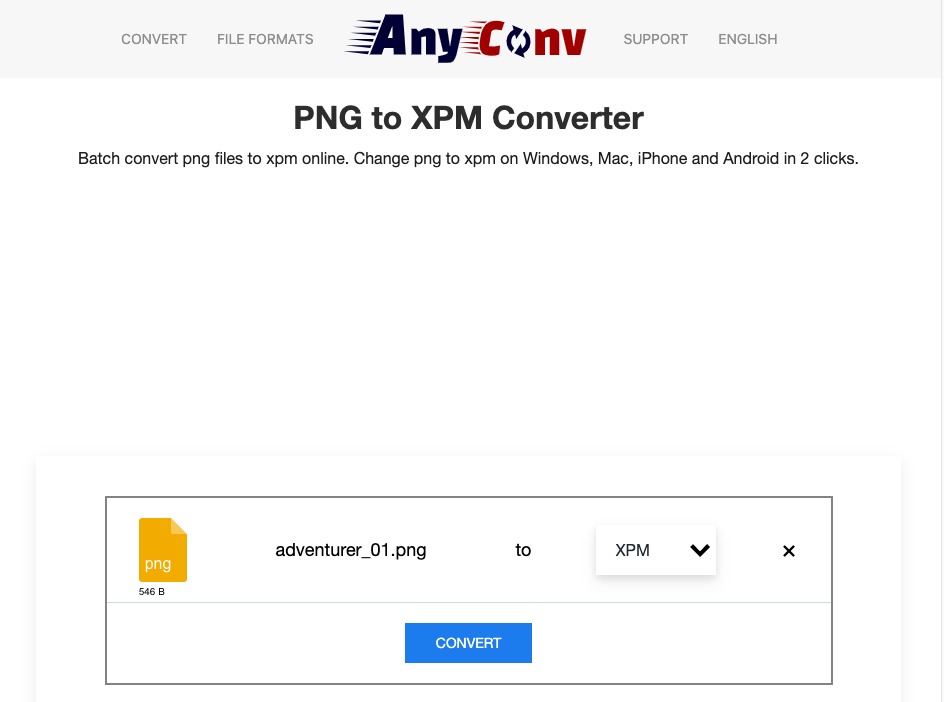 CONVERT FILE FORMATS AnyConv SUPPORT ENGLISH
PNG to XPM Converter
Batch convert png files to xpm online. Change png to xpm on Windows, Mac, iPhone and Android in 2 clicks.
png
546 B
adventurer_01.png to XPM ×
CONVERT